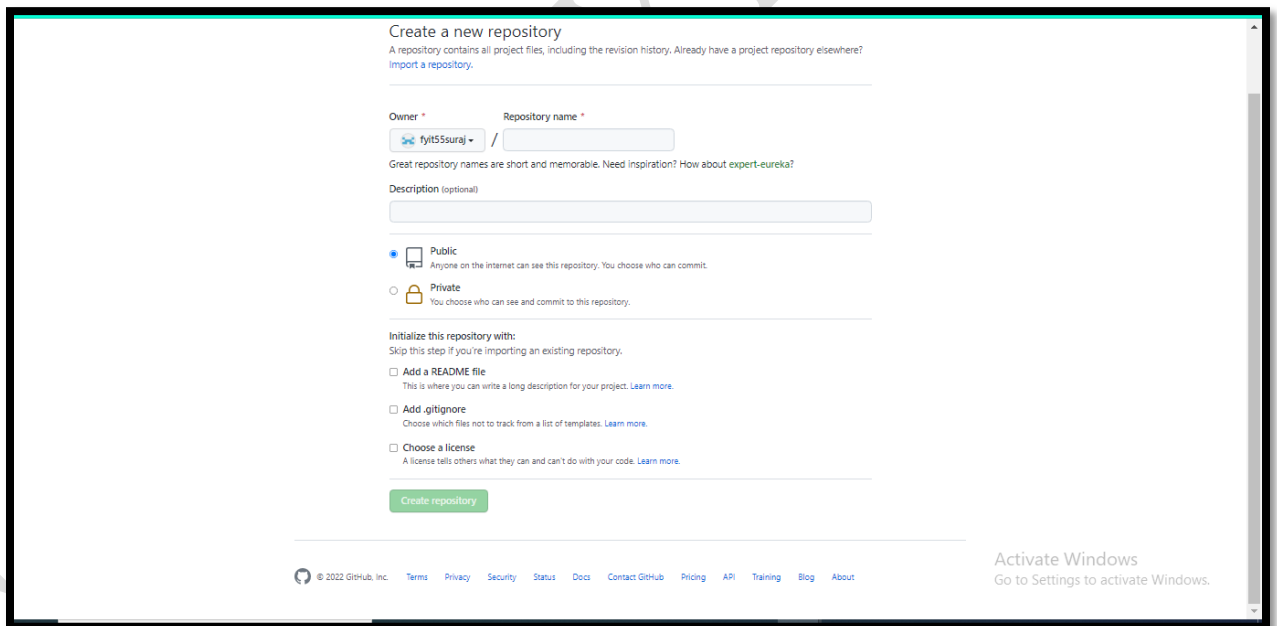 Create a new repository
A repository contains all project files, including the revision history. Already have a project repository elsewhere?
Import a repository.
Owner * Repository name *
fyit55suraj /
Great repository names are short and memorable. Need inspiration? How about expert-eureka?
Description (optional)
Public
Anyone on the internet can see this repository. You choose who can commit.
Private
You choose who can see and commit to this repository.
Initialize this repository with:
Skip this step if you're importing an existing repository.
Add a README file
This is where you can write a long description for your project. Learn more.
Add .gitignore
Choose which files not to track from a list of templates. Learn more.
Choose a license
A license tells others what they can and can't do with your code. Learn more.
Create repository
© 2022 GitHub, Inc. Terms Privacy Security Status Docs Contact GitHub Pricing API Training Blog About
Activate Windows
Go to Settings to activate Windows.